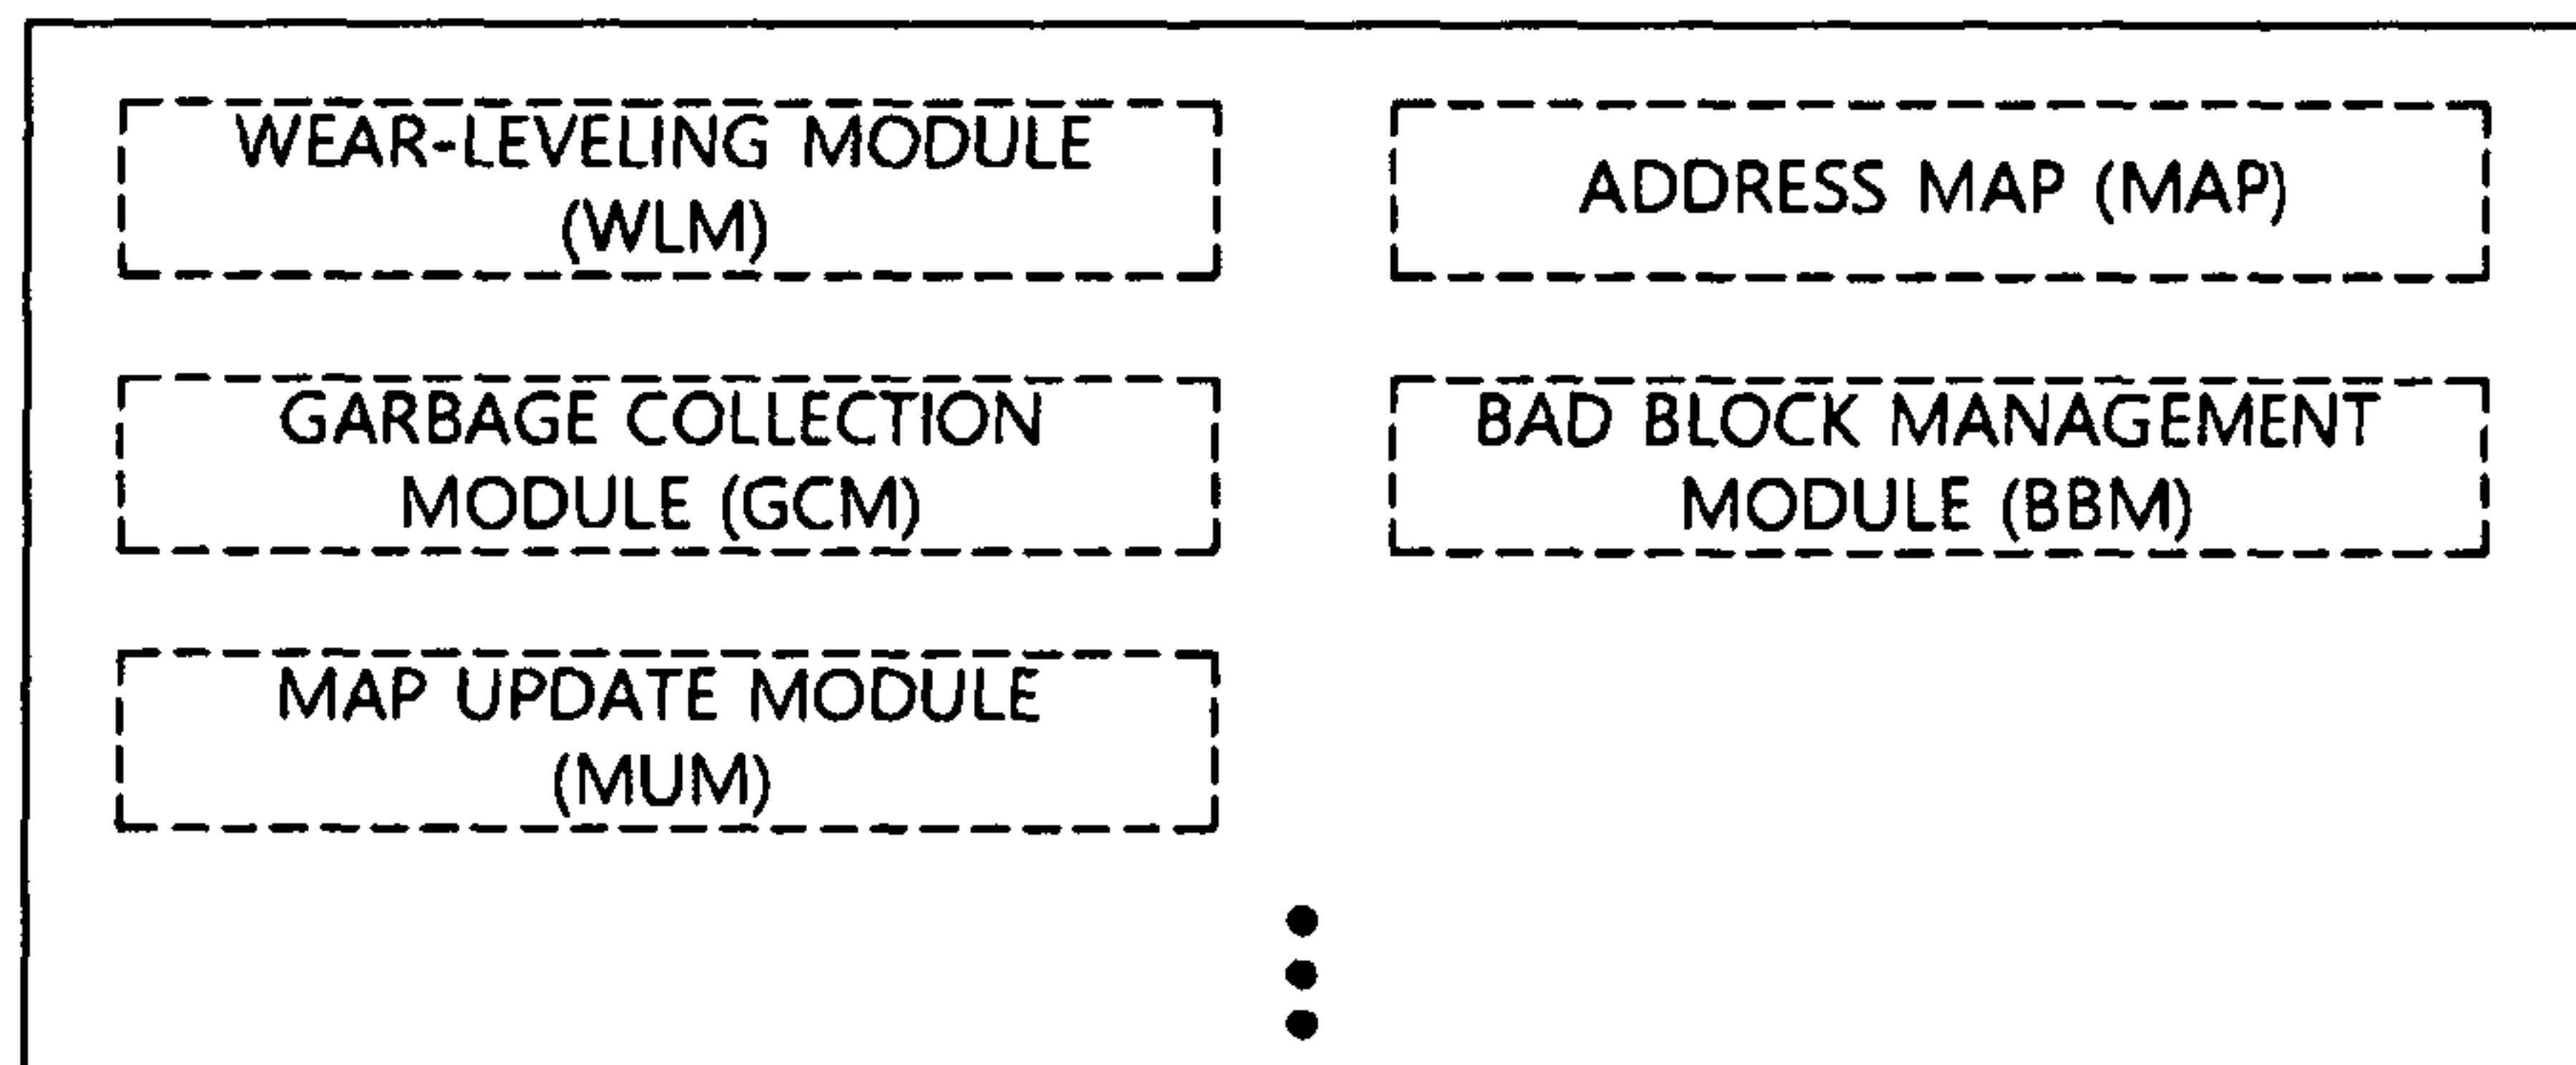 WEAR-LEVELING MODULE
(WLM)
ADDRESS MAP (MAP)
GARBAGE COLLECTION
MODULE (GCM)
BAD BLOCK MANAGEMENT
MODULE (BBM)
MAP UPDATE MODULE
(MUM)